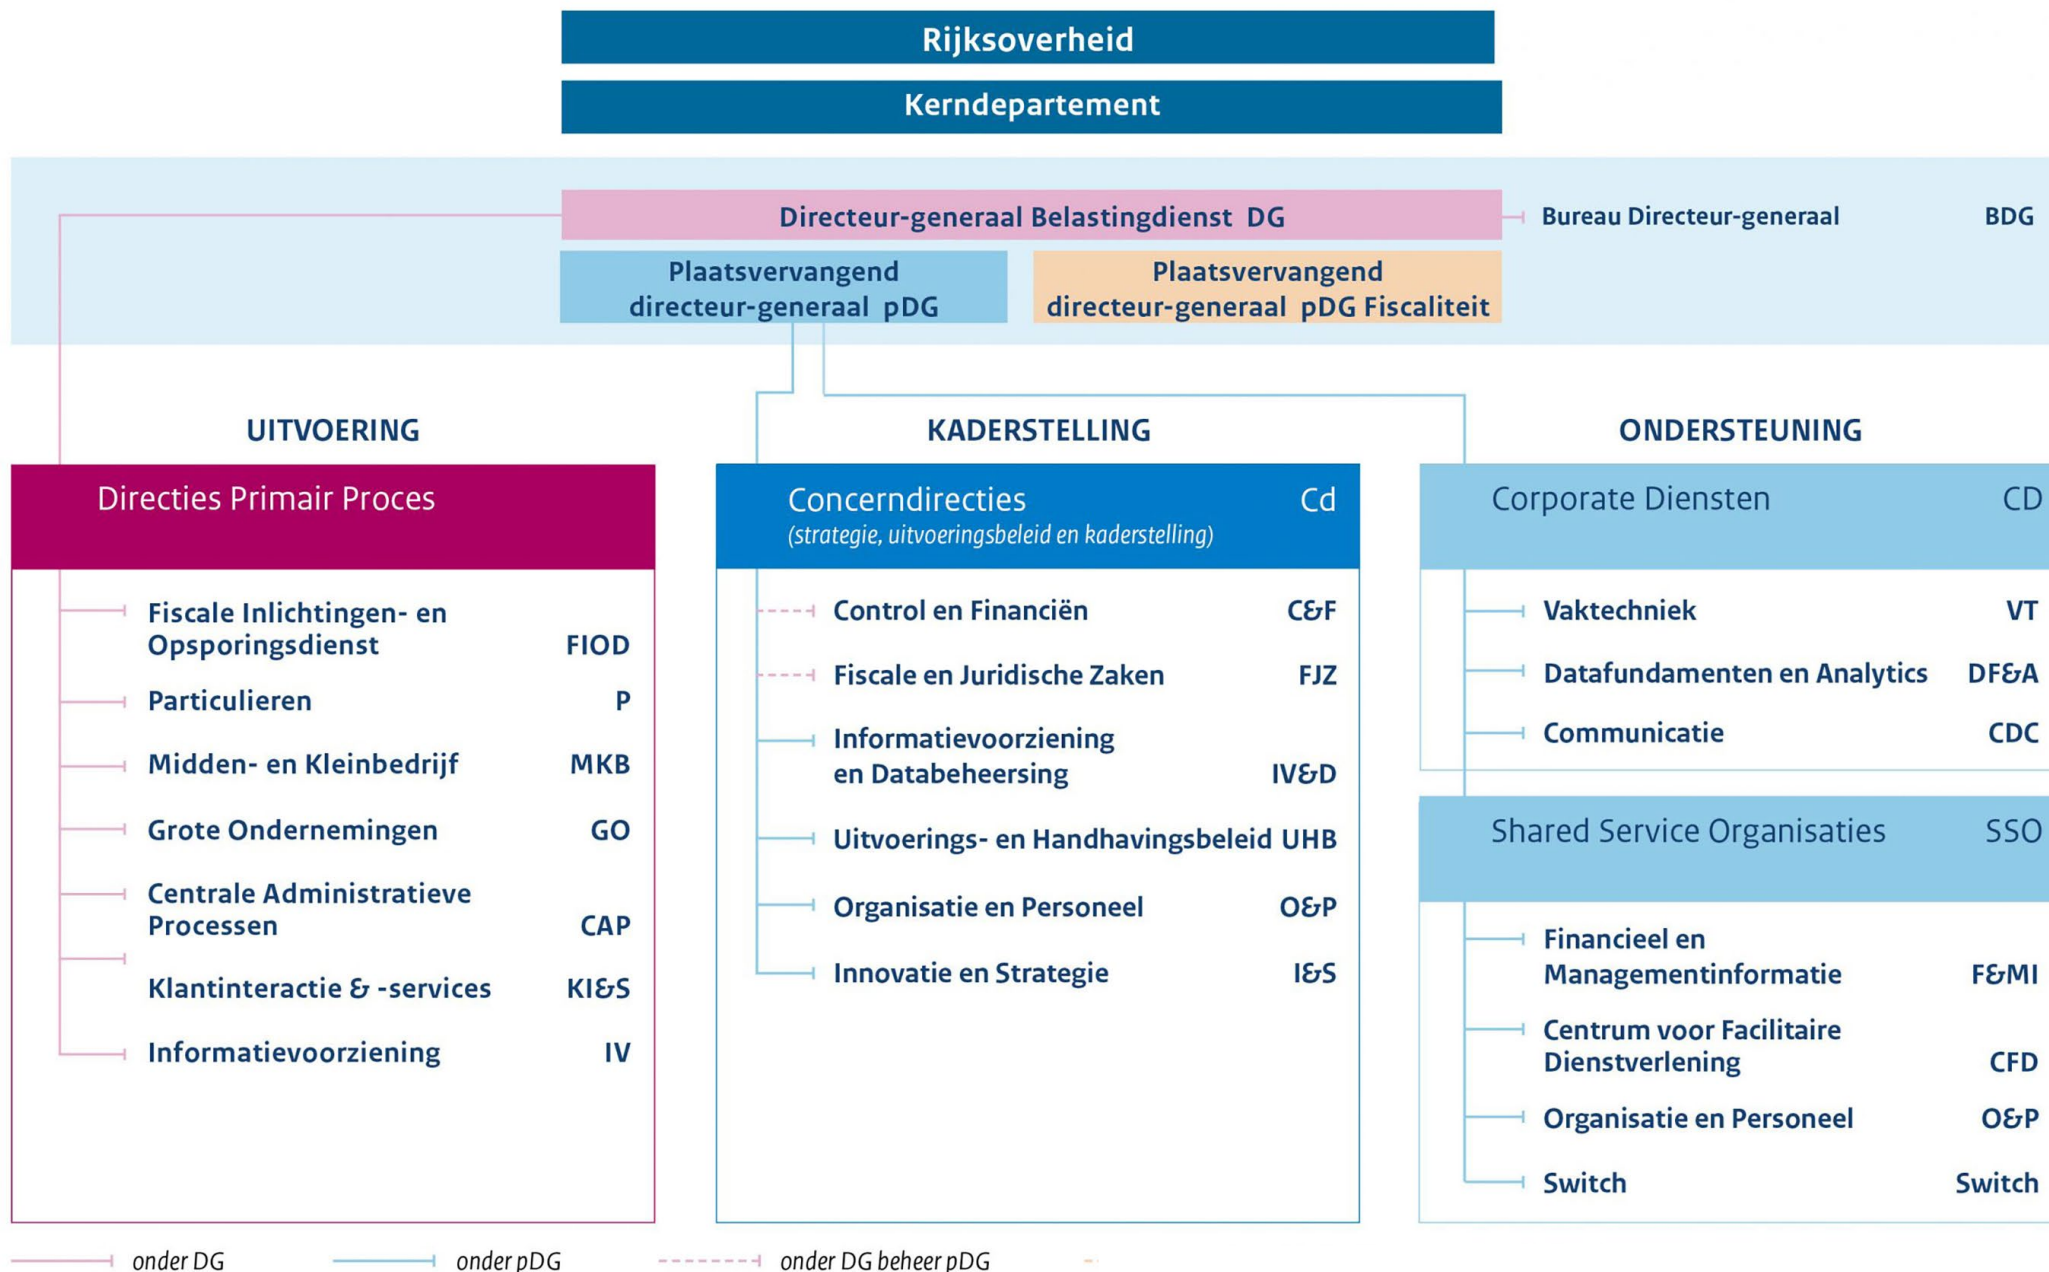 Rijksoverheid
Kerndepartement
Directeur-generaal Belastingdienst DG
Bureau Directeur-generaal BDG
Plaatsvervangend
directeur-generaal pDG
Plaatsvervangend
directeur-generaal pDG Fiscaliteit
UITVOERING
Directies Primair Proces
Fiscale Inlichtingen- en
Opsporingsdienst FIOD
Particulieren P
Midden- en Kleinbedrijf MKB
Grote Ondernemingen GO
Centrale Administratieve
Processen CAP
Klantinteractie & -services KI&S
Informatievoorziening IV
KADERSTELLING
Concerndirecties Cd
(strategie, uitvoeringsbeleid en kaderstelling)
Control en Financiën C&F
Fiscale en Juridische Zaken FJZ
Informatievoorziening
en Databeheersing IV&D
Uitvoerings- en Handhavingsbeleid UHB
Organisatie en Personeel O&P
Innovatie en Strategie I&S
ONDERSTEUNING
Corporate Diensten CD
Vaktechniek VT
Datafundamenten en Analytics DF&A
Communicatie CDC
Shared Service Organisaties SSO
Financieel en
Managementinformatie F&MI
Centrum voor Facilitaire
Dienstverlening CFD
Organisatie en Personeel O&P
Switch Switch
onder DG
onder pDG
onder DG beheer pDG